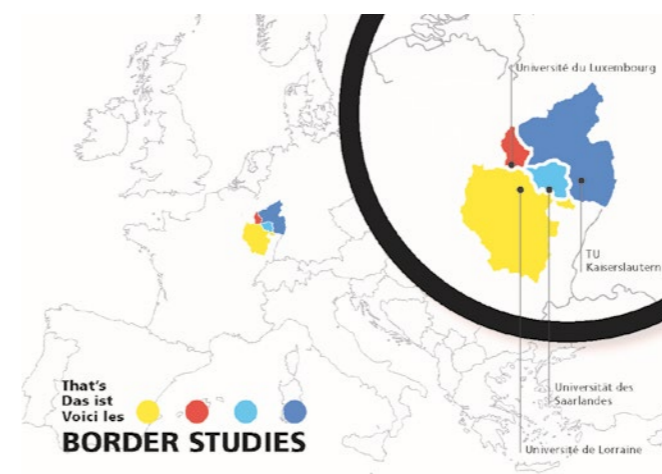 Université du Luxembourg
TU
Kaiserslautern
Universität des
Saarlandes
Université de Lorraine
That's
Das ist
Voici les
BORDER STUDIES